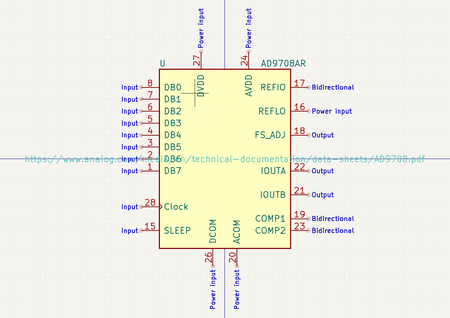 Power Input
Power Input
27
24
U
AD9708AR
DVDD
AVDD
Input 8 DB0
REFIO 17 Bidirectional
Input 7 DB1
Input 6 DB2
REFLO 16 Power Input
Input 5 DB3
Input 4 DB4
FS_ADJ 18 Output
Input 3 DB5
Input 2 DB6
https://www.analog.com/media/en/technical-documentation/data-sheets/AD9708.pdf
Input 1 DB7
IOUTA 22 Output
IOUTB 21 Output
Input 28 Clock
COMP1 19 Bidirectional
Input 15 SLEEP
COMP2 23 Bidirectional
DCOM
ACOM
26
20
Power Input
Power Input